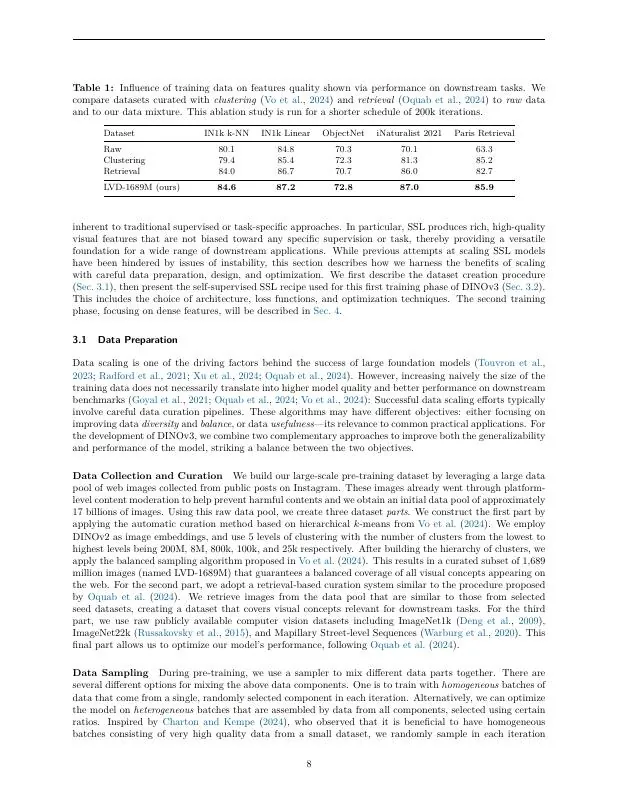 Table 1: Influence of training data on features quality shown via performance on downstream tasks. We
compare datasets curated with clustering (Vo et al., 2024) and retrieval (Oquab et al., 2024) to raw data
and to our data mixture. This ablation study is run for a shorter schedule of 200k iterations.
Dataset IN1k k-NN IN1k Linear ObjectNet iNaturalist 2021 Paris Retrieval
Raw 80.1 84.8 70.3 70.1 63.3
Clustering 79.4 85.4 72.3 81.3 85.2
Retrieval 84.0 86.7 70.7 86.0 82.7
LVD-1689M (ours) 84.6 87.2 72.8 87.0 85.9
inherent to traditional supervised or task-specific approaches. In particular, SSL produces rich, high-quality
visual features that are not biased toward any specific supervision or task, thereby providing a versatile
foundation for a wide range of downstream applications. While previous attempts at scaling SSL models
have been hindered by issues of instability, this section describes how we harness the benefits of scaling
with careful data preparation, design, and optimization. We first describe the dataset creation procedure
(Sec. 3.1), then present the self-supervised SSL recipe used for this first training phase of DINOv3 (Sec. 3.2).
This includes the choice of architecture, loss functions, and optimization techniques. The second training
phase, focusing on dense features, will be described in Sec. 4.
3.1 Data Preparation
Data scaling is one of the driving factors behind the success of large foundation models (Touvron et al.,
2023; Radford et al., 2021; Xu et al., 2024; Oquab et al., 2024). However, increasing naively the size of the
training data does not necessarily translate into higher model quality and better performance on downstream
benchmarks (Goyal et al., 2021; Oquab et al., 2024; Vo et al., 2024): Successful data scaling efforts typically
involve careful data curation pipelines. These algorithms may have different objectives: either focusing on
improving data diversity and balance, or data usefulness—its relevance to common practical applications. For
the development of DINOv3, we combine two complementary approaches to improve both the generalizability
and performance of the model, striking a balance between the two objectives.
Data Collection and Curation We build our large-scale pre-training dataset by leveraging a large data
pool of web images collected from public posts on Instagram. These images already went through platform-
level content moderation to help prevent harmful contents and we obtain an initial data pool of approximately
17 billions of images. Using this raw data pool, we create three dataset parts. We construct the first part by
applying the automatic curation method based on hierarchical k-means from Vo et al. (2024). We employ
DINOv2 as image embeddings, and use 5 levels of clustering with the number of clusters from the lowest to
highest levels being 200M, 8M, 800k, 100k, and 25k respectively. After building the hierarchy of clusters, we
apply the balanced sampling algorithm proposed in Vo et al. (2024). This results in a curated subset of 1,689
million images (named LVD-1689M) that guarantees a balanced coverage of all visual concepts appearing on
the web. For the second part, we adopt a retrieval-based curation system similar to the procedure proposed
by Oquab et al. (2024). We retrieve images from the data pool that are similar to those from selected
seed datasets, creating a dataset that covers visual concepts relevant for downstream tasks. For the third
part, we use raw publicly available computer vision datasets including ImageNet1k (Deng et al., 2009),
ImageNet22k (Russakovsky et al., 2015), and Mapillary Street-level Sequences (Warburg et al., 2020). This
final part allows us to optimize our model's performance, following Oquab et al. (2024).
Data Sampling During pre-training, we use a sampler to mix different data parts together. There are
several different options for mixing the above data components. One is to train with homogeneous batches of
data that come from a single, randomly selected component in each iteration. Alternatively, we can optimize
the model on heterogeneous batches that are assembled by data from all components, selected using certain
ratios. Inspired by Charton and Kempe (2024), who observed that it is beneficial to have homogeneous
batches consisting of very high quality data from a small dataset, we randomly sample in each iteration
8